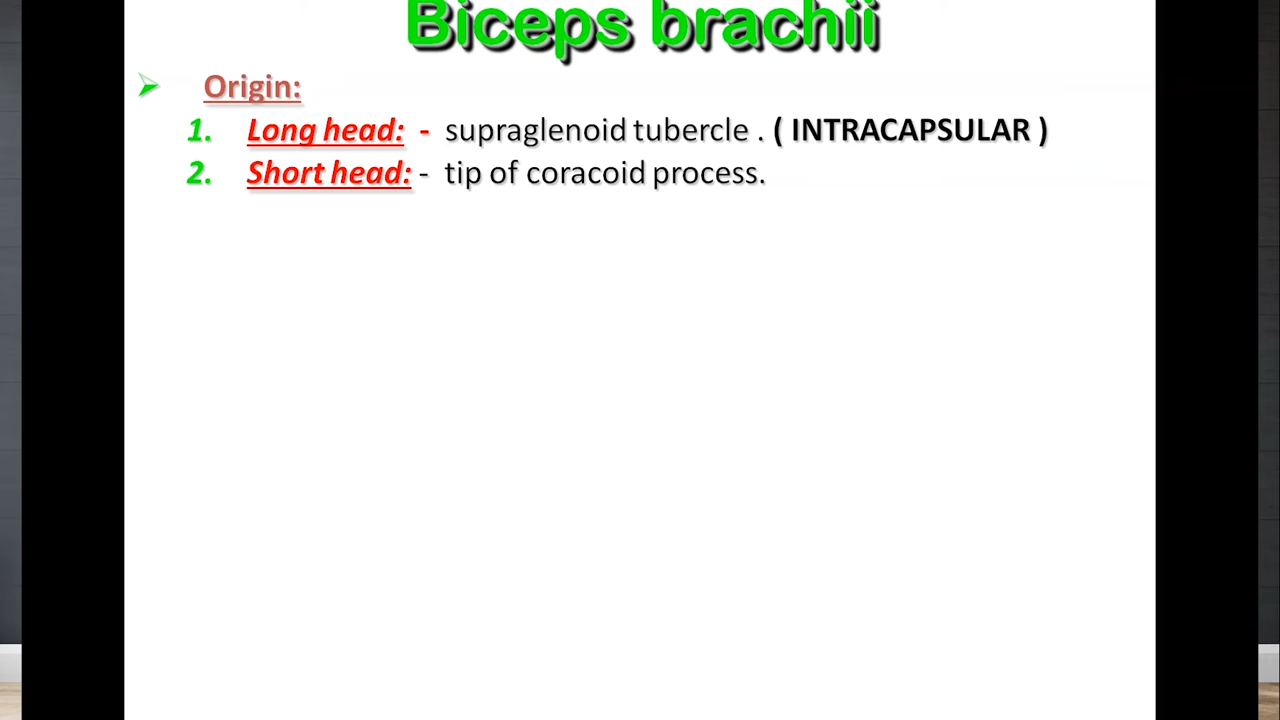 Biceps brachii
➢ Origin:
1. Long head: - supraglenoid tubercle . ( INTRACAPSULAR )
2. Short head: - tip of coracoid process.